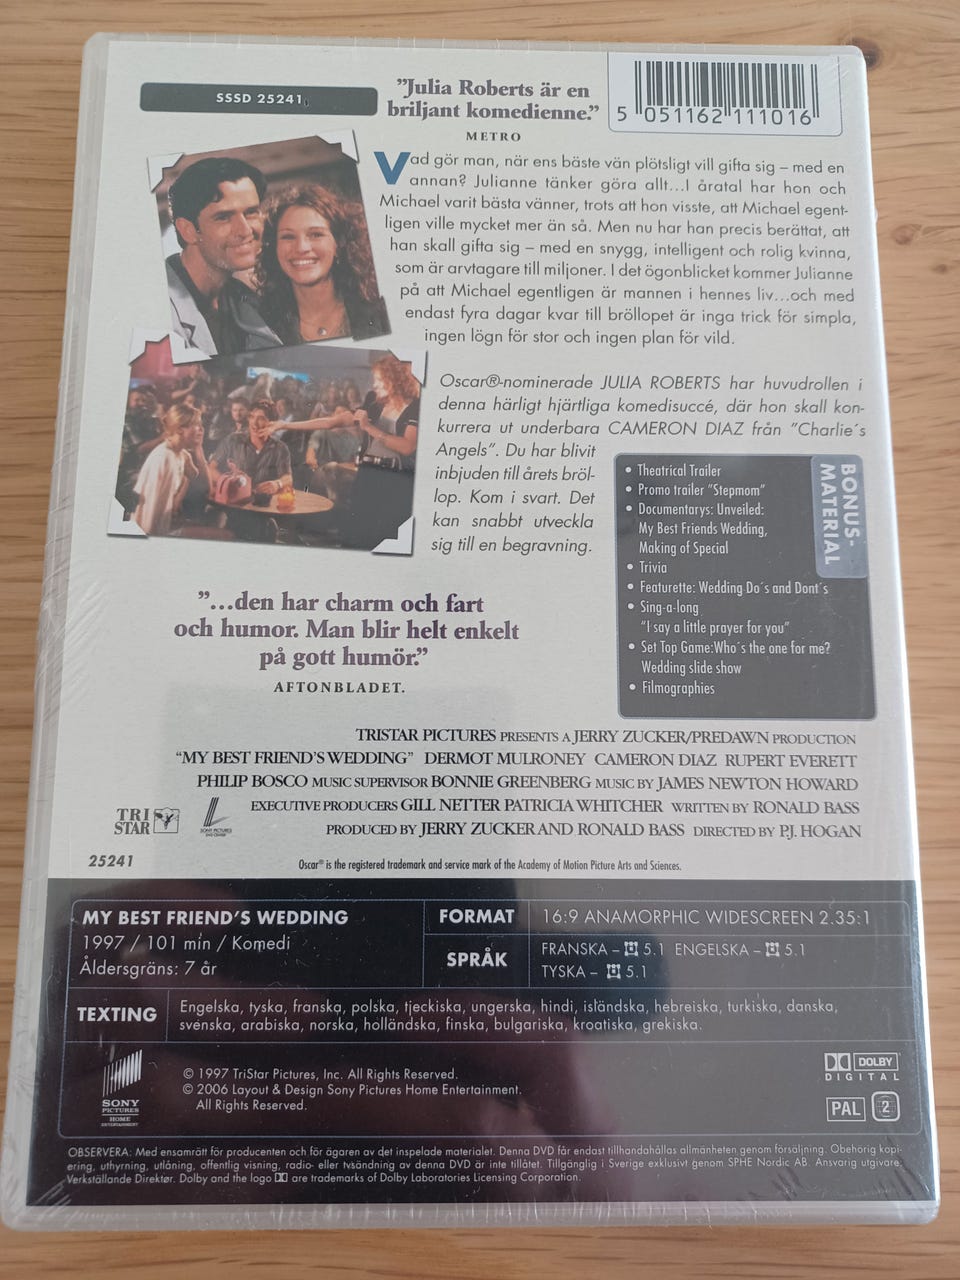 SSSD 25241
”Julia Roberts är en
briljant komedienne.”
METRO
5 051162 111016
Vad gör man, när ens bäste vän plötsligt vill gifta sig – med en
annan? Julianne tänker göra allt...I åratal har hon och
Michael varit bästa vänner, trots att hon visste, att Michael egent-
ligen ville mycket mer än så. Men nu har han precis berättat, att
han skall gifta sig – med en snygg, intelligent och rolig kvinna,
som är arvtagare till miljoner. I det ögonblicket kommer Julianne
på att Michael egentligen är mannen i hennes liv...och med
endast fyra dagar kvar till bröllopet är inga trick för simpla,
ingen lögn för stor och ingen plan för vild.
Oscar®-nominerade JULIA ROBERTS har huvudrollen i
denna härligt hjärtliga komedisuccé, där hon skall kon-
kurrera ut underbara CAMERON DIAZ från ”Charlie´s
Angels”. Du har blivit
inbjuden till årets bröl-
lop. Kom i svart. Det
kan snabbt utveckla
sig till en begravning.
BONUS-
MATERIAL
• Theatrical Trailer
• Promo trailer ”Stepmom”
• Documentarys: Unveiled:
My Best Friends Wedding,
Making of Special
• Trivia
• Featurette: Wedding Do´s and Dont´s
• Sing-a-long
”I say a little prayer for you”
• Set Top Game:Who´s the one for me?
Wedding slide show
• Filmographies
”...den har charm och fart
och humor. Man blir helt enkelt
på gott humör.”
AFTONBLADET.
TRISTAR PICTURES PRESENTS A JERRY ZUCKER/PREDAWN PRODUCTION
“MY BEST FRIEND’S WEDDING” DERMOT MULRONEY CAMERON DIAZ RUPERT EVERETT
PHILIP BOSCO MUSIC SUPERVISOR BONNIE GREENBERG MUSIC BY JAMES NEWTON HOWARD
EXECUTIVE PRODUCERS GILL NETTER PATRICIA WHITCHER WRITTEN BY RONALD BASS
PRODUCED BY JERRY ZUCKER AND RONALD BASS DIRECTED BY P.J. HOGAN
TRI
STAR
SONY PICTURES
DVD CENTER
25241
Oscar® is the registered trademark and service mark of the Academy of Motion Picture Arts and Sciences.
MY BEST FRIEND’S WEDDING
1997 / 101 min / Komedi
Åldersgräns: 7 år
FORMAT
16:9 ANAMORPHIC WIDESCREEN 2.35:1
SPRÅK
FRANSKA – 5.1 ENGELSKA – 5.1
TYSKA – 5.1
TEXTING
Engelska, tyska, franska, polska, tjeckiska, ungerska, hindi, isländska, hebreiska, turkiska, danska,
svenska, arabiska, norska, holländska, finska, bulgariska, kroatiska, grekiska.
SONY
PICTURES
HOME
ENTERTAINMENT
© 1997 TriStar Pictures, Inc. All Rights Reserved.
© 2006 Layout & Design Sony Pictures Home Entertainment.
All Rights Reserved.
DOLBY
DIGITAL
PAL
2
OBSERVERA: Med ensamrätt för producenten och för ägaren av det inspelade materialet. Denna DVD får endast tillhandahållas allmänheten genom försäljning. Obehörig kopi-
ering, uthyrning, utlåning, offentlig visning, radio- eller tvsändning av denna DVD är inte tillåtet. Tillgänglig i Sverige exklusivt genom SPHE Nordic AB. Ansvarig utgivare:
Verkställande Direktør. Dolby and the logo are trademarks of Dolby Laboratories Licensing Corporation.